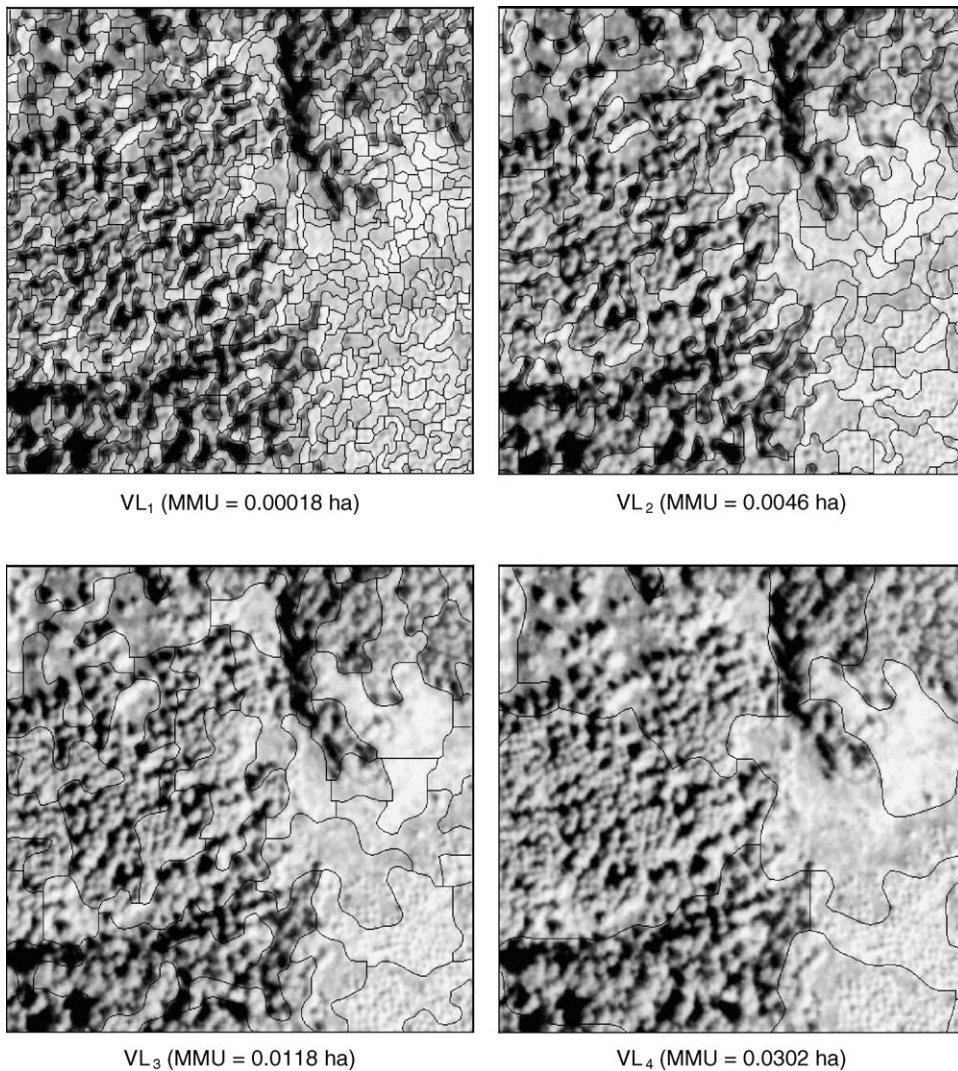 VL₁ (MMU = 0.00018 ha)
VL₂ (MMU = 0.0046 ha)
VL₃ (MMU = 0.0118 ha)
VL₄ (MMU = 0.0302 ha)